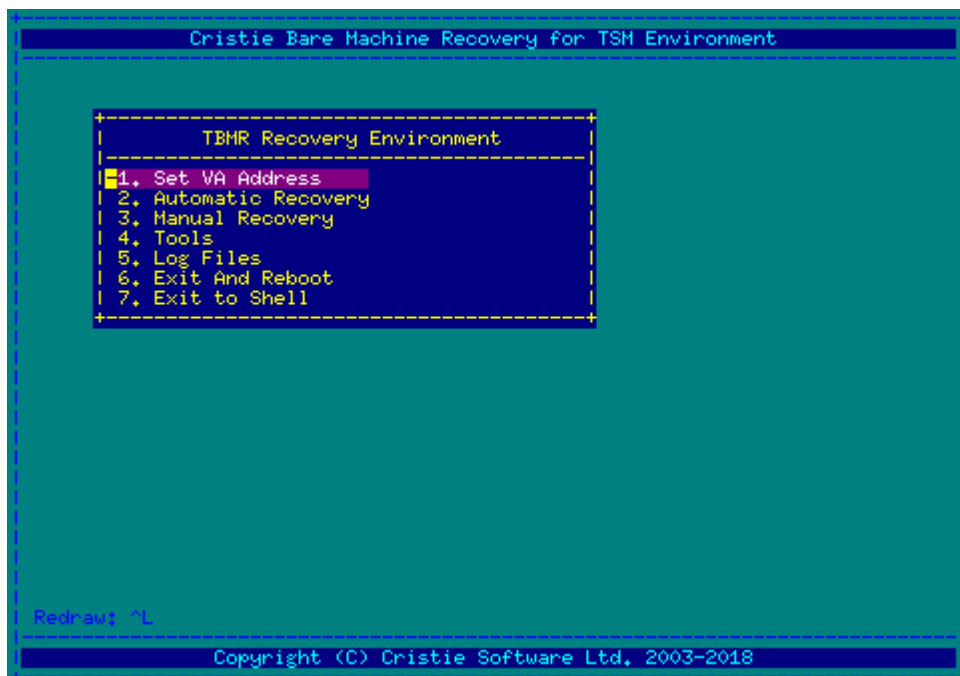 Cristie Bare Machine Recovery for TSM Environment
TBMR Recovery Environment
1. Set VA Address
2. Automatic Recovery
3. Manual Recovery
4. Tools
5. Log Files
6. Exit And Reboot
7. Exit to Shell
Redraw: ^L
Copyright (C) Cristie Software Ltd. 2003-2018